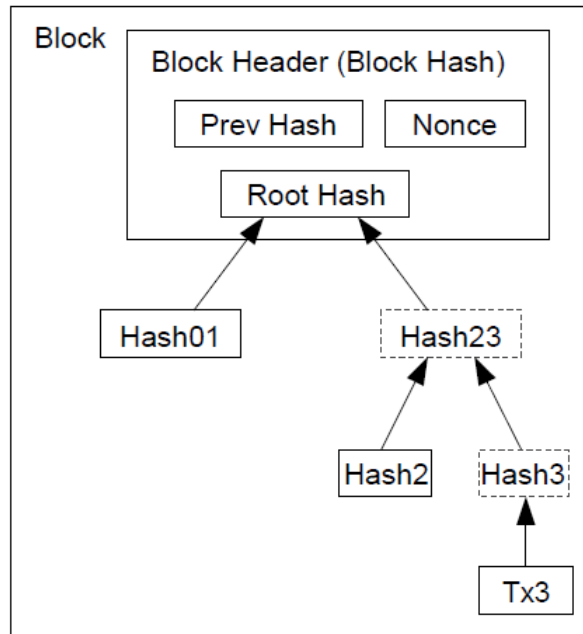 Block
Block Header (Block Hash)
Prev Hash
Nonce
Root Hash
Hash01
Hash23
Hash2
Hash3
Tx3